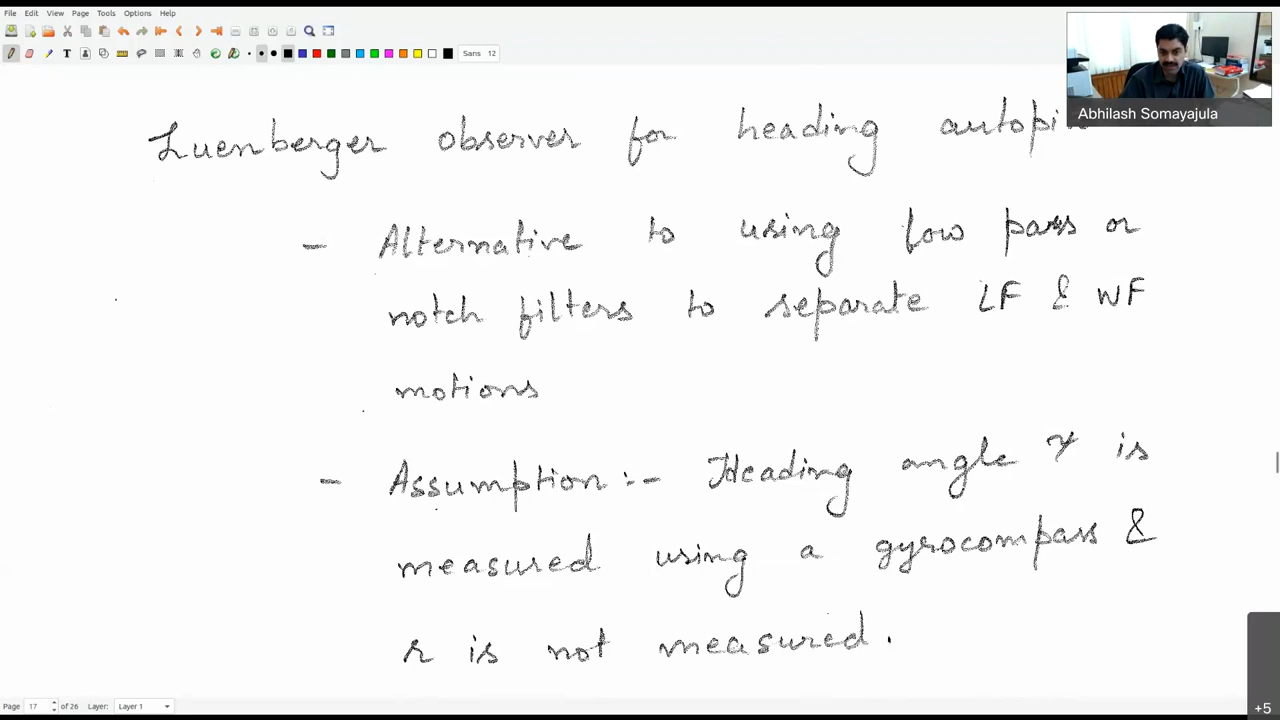 File Edit View Page Tools Options Help
Sans 12
Abhilash Somayajula
Luenberger observer for heading
- Alternative to using low pass or
notch filters to separate LF & WF
motions
- Assumption :- Heading angle ψ is
measured using a gyrocompass &
r is not measured.
Page 17 of 26 Layer: Layer 1
+5